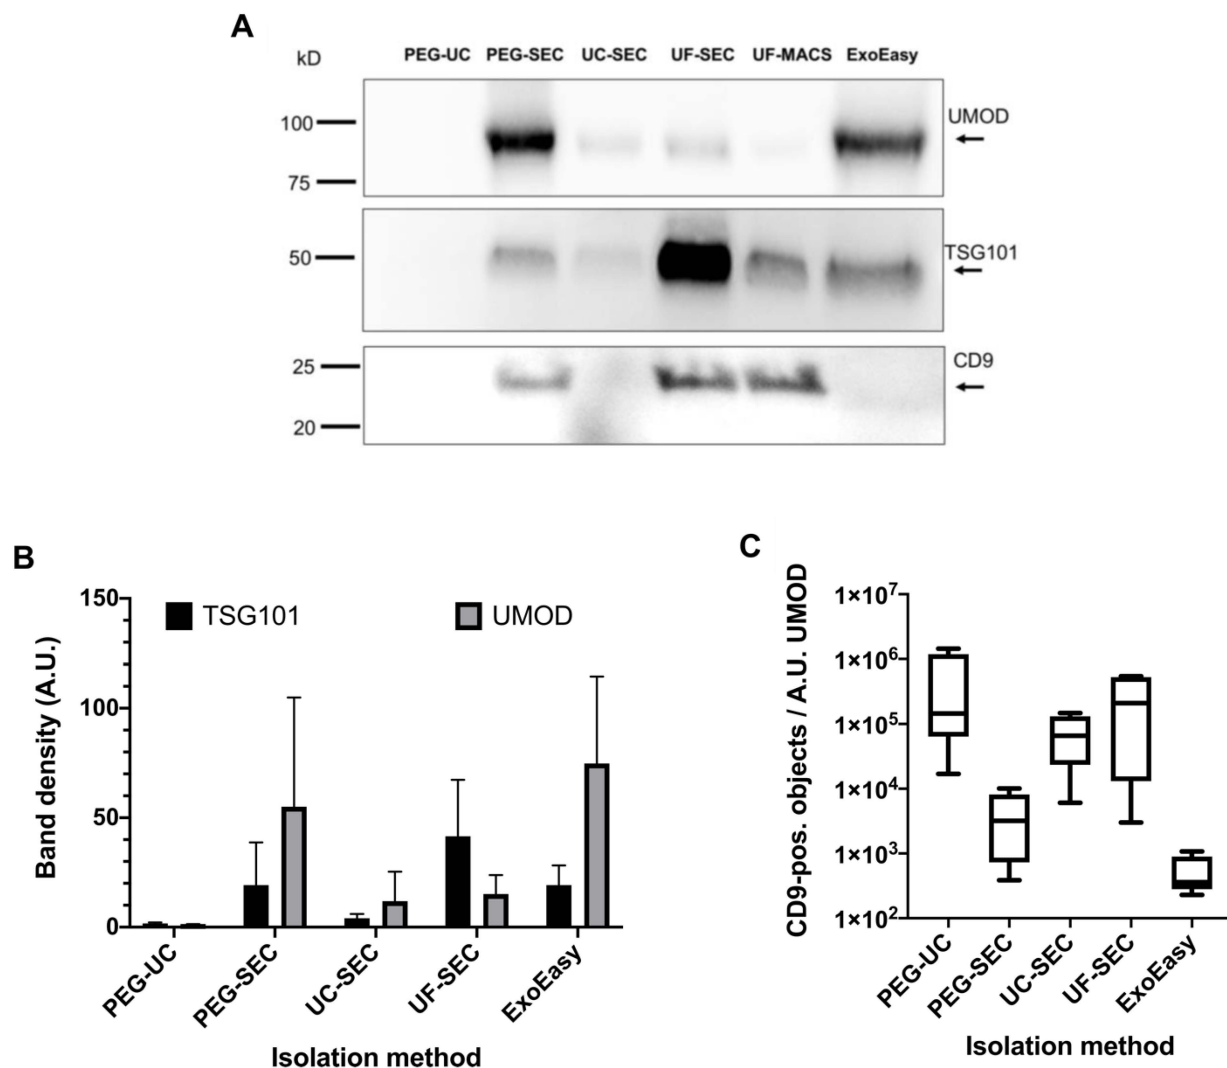 A
kD
PEG-UC PEG-SEC UC-SEC UF-SEC UF-MACS ExoEasy
100
75
UMOD
50
TSG101
25
20
CD9
B
TSG101 UMOD
Band density (A.U.)
150
100
50
0
PEG-UC
PEG-SEC
UC-SEC
UF-SEC
ExoEasy
Isolation method
C
CD9-pos. objects / A.U. UMOD
1×10⁷
1×10⁶
1×10⁵
1×10⁴
1×10³
1×10²
PEG-UC
PEG-SEC
UC-SEC
UF-SEC
ExoEasy
Isolation method